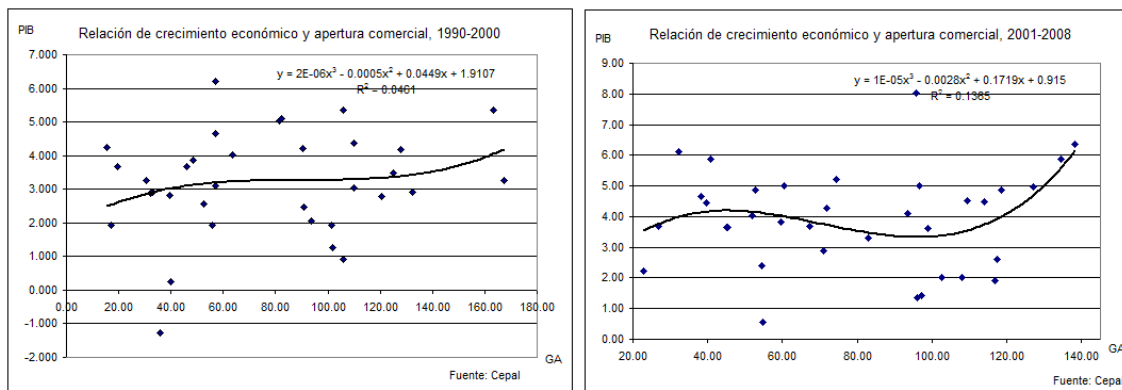 PIB
Relación de crecimiento económico y apertura comercial, 1990-2000
7.000
y = 2E-06x³ - 0.0005x² + 0.0449x + 1.9107
6.000
R² = 0.0461
5.000
4.000
3.000
2.000
1.000
0.000
0.00 20.00 40.00 60.00 80.00 100.00 120.00 140.00 160.00 180.00
-1.000
-2.000
GA
Fuente: Cepal
Relación de crecimiento económico y apertura comercial, 2001-2008
PIB
9.00
y = 1E-05x³ - 0.0028x² + 0.1719x + 0.915
8.00
R² = 0.1365
7.00
6.00
5.00
4.00
3.00
2.00
1.00
0.00
20.00 40.00 60.00 80.00 100.00 120.00 140.00
GA
Fuente: Cepal